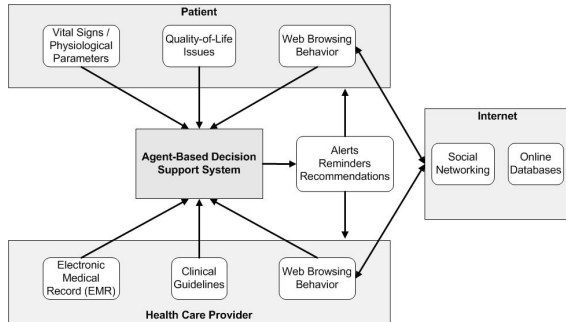 Patient
Vital Signs /
Physiological
Parameters
Quality-of-Life
Issues
Web Browsing
Behavior
Internet
Social
Networking
Online
Databases
Agent-Based Decision
Support System
Alerts
Reminders
Recommendations
Electronic
Medical
Record (EMR)
Clinical
Guidelines
Web Browsing
Behavior
Health Care Provider